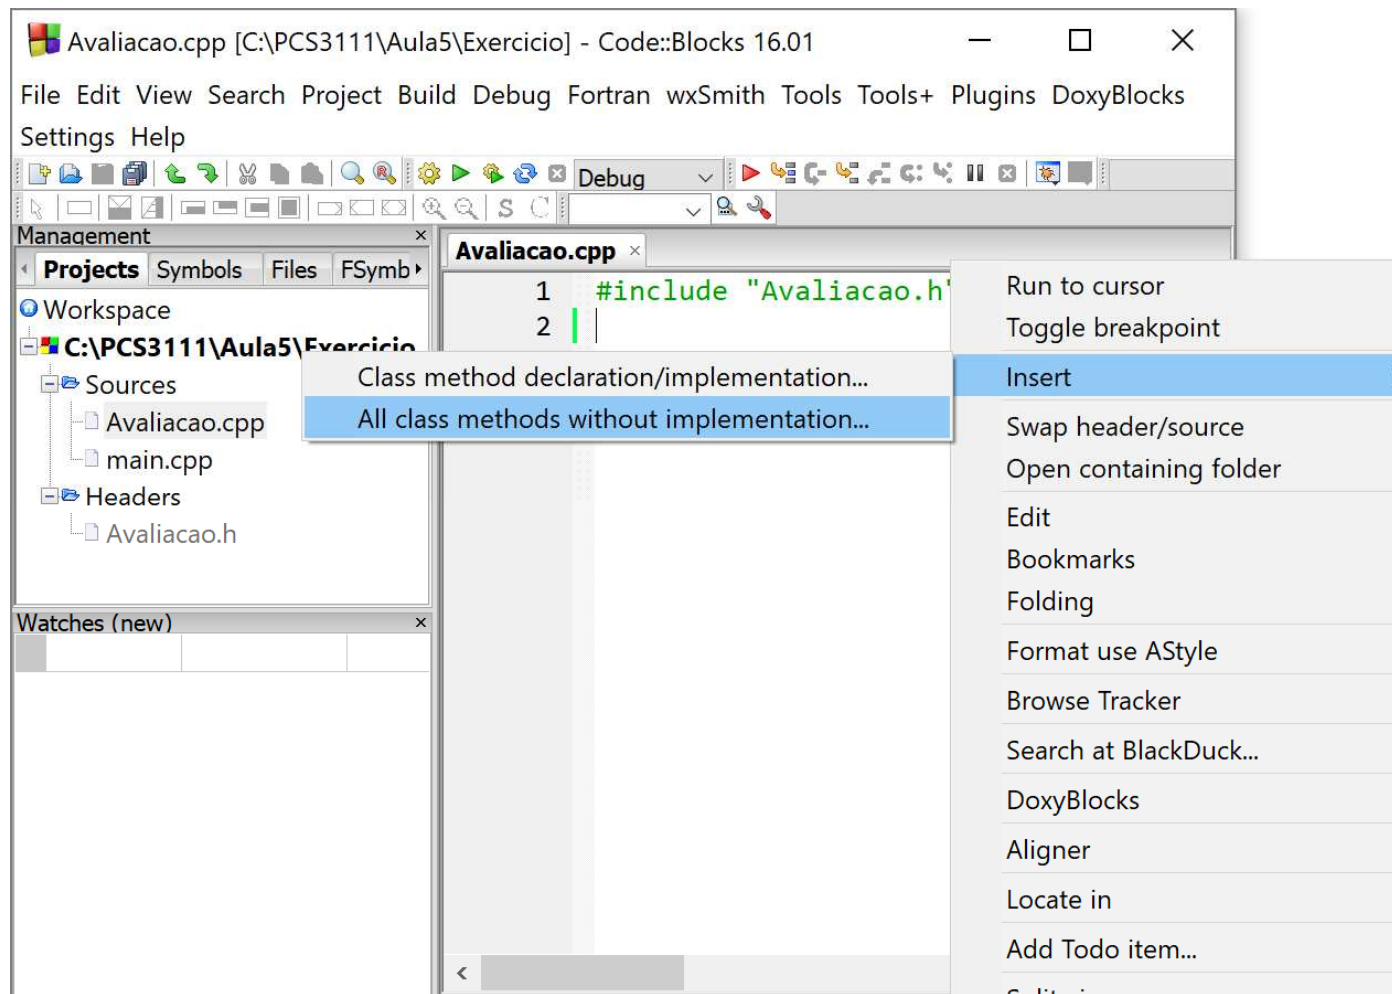 Avaliacao.cpp [C:\PCS3111\Aula5\Exercicio] - Code::Blocks 16.01
File Edit View Search Project Build Debug Fortran wxSmith Tools Tools+ Plugins DoxyBlocks
Settings Help
Debug
S C
Management
Projects Symbols Files FSymb
Workspace
C:\PCS3111\Aula5\Exercicio
Sources
Avaliacao.cpp
main.cpp
Headers
Avaliacao.h
Watches (new)
Avaliacao.cpp
1 #include "Avaliacao.h"
2
Class method declaration/implementation...
All class methods without implementation...
Run to cursor
Toggle breakpoint
Insert
Swap header/source
Open containing folder
Edit
Bookmarks
Folding
Format use AStyle
Browse Tracker
Search at BlackDuck...
DoxyBlocks
Aligner
Locate in
Add Todo item...